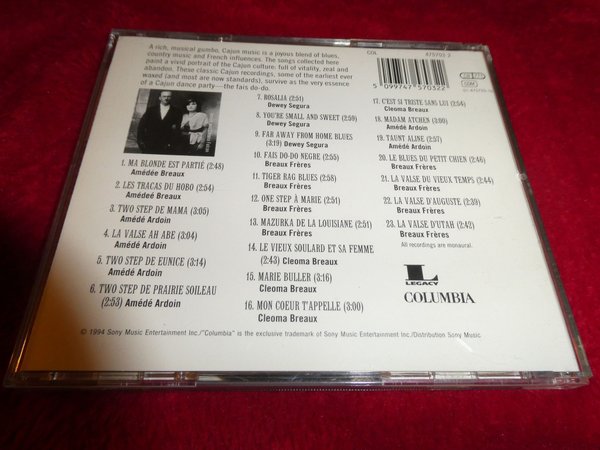 A rich, musical gumbo, Cajun music is a joyous blend of blues,
country music and French influences. The songs collected here
paint a vivid portrait of the Cajun culture: full of vitality, zeal and
abandon. These classic Cajun recordings, some of the earliest ever
waxed (and most are now standards), survive as the very essence
of a Cajun dance party—the fais do-do.
1. MA BLONDE EST PARTIÉ (2:48)
Amédée Breaux
2. LES TRACAS DU HOBO (2:54)
Amédeé Breaux
3. TWO STEP DE MAMA (3:05)
Amédé Ardoin
4. LA VALSE AH ABE (3:04)
Amédé Ardoin
5. TWO STEP DE EUNICE (3:14)
Amédé Ardoin
6. TWO STEP DE PRAIRIE SOILEAU
(2:53) Amédé Ardoin
7. ROSALIA (2:51)
Dewey Segura
8. YOU'RE SMALL AND SWEET (2:50)
Dewey Segura
9. FAR AWAY FROM HOME BLUES
(3:19) Dewey Segura
10. FAIS DO-DO NEGRE (2:55)
Breaux Frères
11. TIGER RAG BLUES (2:58)
Breaux Frères
12. ONE STEP À MARIE (2:51)
Breaux Frères
13. MAZURKA DE LA LOUISIANE (2:51)
Breaux Frères
14. LE VIEUX SOULARD ET SA FEMME
(2:43) Cleoma Breaux
15. MARIE BULLER (3:16)
Cleoma Breaux
16. MON COEUR T'APPELLE (3:00)
Cleoma Breaux
COL 475703 2
5 099747 570322
17. C'EST SI TRISTE SANS LUI (2:54)
Cleoma Breaux
18. MADAM ATCHEN (3:09)
Amédé Ardoin
19. TAUNT ALINE (2:57)
Amédé Ardoin
20. LE BLUES DU PETIT CHIEN (2:46)
Breaux Frères
21. LA VALSE DU VIEUX TEMPS (2:44)
Breaux Frères
22. LA VALSE D'AUGUSTE (2:39)
Breaux Frères
23. LA VALSE D'UTAH (2:42)
Breaux Frères
All recordings are monaural.
L
LEGACY
COLUMBIA
© 1994 Sony Music Entertainment Inc./"Columbia" is the exclusive trademark of Sony Music Entertainment Inc./Distribution Sony Music